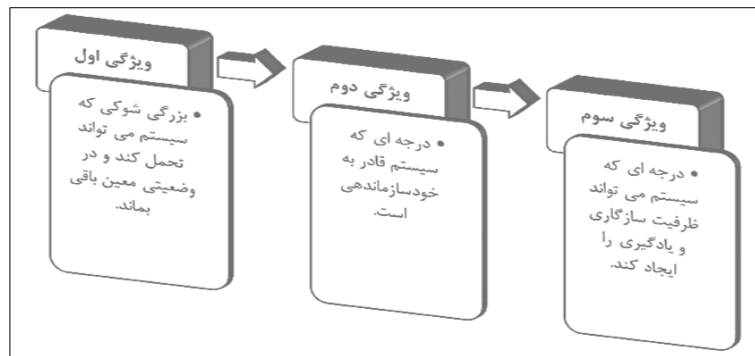 ویژگی اول
• بزرگی شوکی که
سیستم می تواند
تحمل کند و در
وضعیتی معین باقی
بماند.
ویژگی دوم
• درجه ای که
سیستم قادر به
خودسازماندهی
است.
ویژگی سوم
• درجه ای که
سیستم می تواند
ظرفیت سازگاری
و یادگیری را
ایجاد کند.